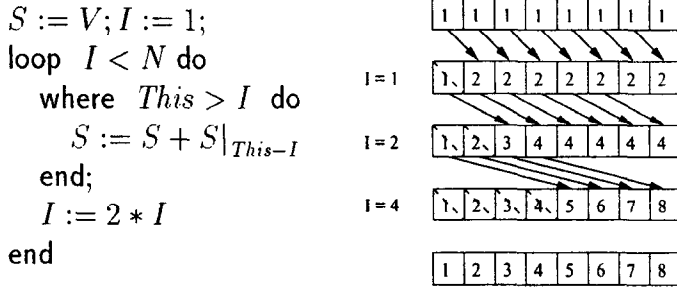 S := V; I := 1;
loop I < N do
where This > I do
S := S + S|_{This−I}
end;
I := 2 * I
end
1 1 1 1 1 1 1 1
I = 1 1 2 2 2 2 2 2 2
I = 2 1 2 3 4 4 4 4 4
I = 4 1 2 3 4 5 6 7 8
1 2 3 4 5 6 7 8